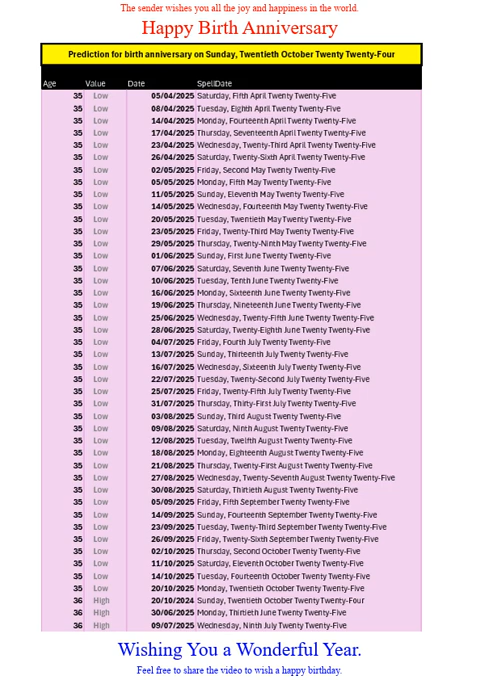 The sender wishes you all the joy and happiness in the world.
Happy Birth Anniversary
Prediction for birth anniversary on Sunday, Twentieth October Twenty Twenty-Four
Age Value Date SpellDate
35 Low 05/04/2025 Saturday, Fifth April Twenty Twenty-Five
35 Low 08/04/2025 Tuesday, Eighth April Twenty Twenty-Five
35 Low 14/04/2025 Monday, Fourteenth April Twenty Twenty-Five
35 Low 17/04/2025 Thursday, Seventeenth April Twenty Twenty-Five
35 Low 23/04/2025 Wednesday, Twenty-Third April Twenty Twenty-Five
35 Low 26/04/2025 Saturday, Twenty-Sixth April Twenty Twenty-Five
35 Low 02/05/2025 Friday, Second May Twenty Twenty-Five
35 Low 05/05/2025 Monday, Fifth May Twenty Twenty-Five
35 Low 11/05/2025 Sunday, Eleventh May Twenty Twenty-Five
35 Low 14/05/2025 Wednesday, Fourteenth May Twenty Twenty-Five
35 Low 20/05/2025 Tuesday, Twentieth May Twenty Twenty-Five
35 Low 23/05/2025 Friday, Twenty-Third May Twenty Twenty-Five
35 Low 29/05/2025 Thursday, Twenty-Ninth May Twenty Twenty-Five
35 Low 01/06/2025 Sunday, First June Twenty Twenty-Five
35 Low 07/06/2025 Saturday, Seventh June Twenty Twenty-Five
35 Low 10/06/2025 Tuesday, Tenth June Twenty Twenty-Five
35 Low 16/06/2025 Monday, Sixteenth June Twenty Twenty-Five
35 Low 19/06/2025 Thursday, Nineteenth June Twenty Twenty-Five
35 Low 25/06/2025 Wednesday, Twenty-Fifth June Twenty Twenty-Five
35 Low 28/06/2025 Saturday, Twenty-Eighth June Twenty Twenty-Five
35 Low 04/07/2025 Friday, Fourth July Twenty Twenty-Five
35 Low 13/07/2025 Sunday, Thirteenth July Twenty Twenty-Five
35 Low 16/07/2025 Wednesday, Sixteenth July Twenty Twenty-Five
35 Low 22/07/2025 Tuesday, Twenty-Second July Twenty Twenty-Five
35 Low 25/07/2025 Friday, Twenty-Fifth July Twenty Twenty-Five
35 Low 31/07/2025 Thursday, Thirty-First July Twenty Twenty-Five
35 Low 03/08/2025 Sunday, Third August Twenty Twenty-Five
35 Low 09/08/2025 Saturday, Ninth August Twenty Twenty-Five
35 Low 12/08/2025 Tuesday, Twelfth August Twenty Twenty-Five
35 Low 18/08/2025 Monday, Eighteenth August Twenty Twenty-Five
35 Low 21/08/2025 Thursday, Twenty-First August Twenty Twenty-Five
35 Low 27/08/2025 Wednesday, Twenty-Seventh August Twenty Twenty-Five
35 Low 30/08/2025 Saturday, Thirtieth August Twenty Twenty-Five
35 Low 05/09/2025 Friday, Fifth September Twenty Twenty-Five
35 Low 14/09/2025 Sunday, Fourteenth September Twenty Twenty-Five
35 Low 23/09/2025 Tuesday, Twenty-Third September Twenty Twenty-Five
35 Low 26/09/2025 Friday, Twenty-Sixth September Twenty Twenty-Five
35 Low 02/10/2025 Thursday, Second October Twenty Twenty-Five
35 Low 11/10/2025 Saturday, Eleventh October Twenty Twenty-Five
35 Low 14/10/2025 Tuesday, Fourteenth October Twenty Twenty-Five
35 Low 20/10/2025 Monday, Twentieth October Twenty Twenty-Five
36 High 20/10/2024 Sunday, Twentieth October Twenty Twenty-Four
36 High 30/06/2025 Monday, Thirtieth June Twenty Twenty-Five
36 High 09/07/2025 Wednesday, Ninth July Twenty Twenty-Five
Wishing You a Wonderful Year.
Feel free to share the video to wish a happy birthday.